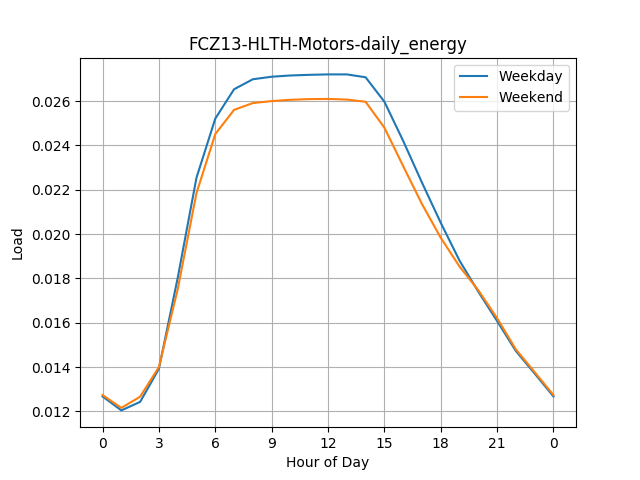 FCZ13-HLTH-Motors-daily_energy
Weekday
Weekend
Load
0.026
0.024
0.022
0.020
0.018
0.016
0.014
0.012
0 3 6 9 12 15 18 21 0
Hour of Day